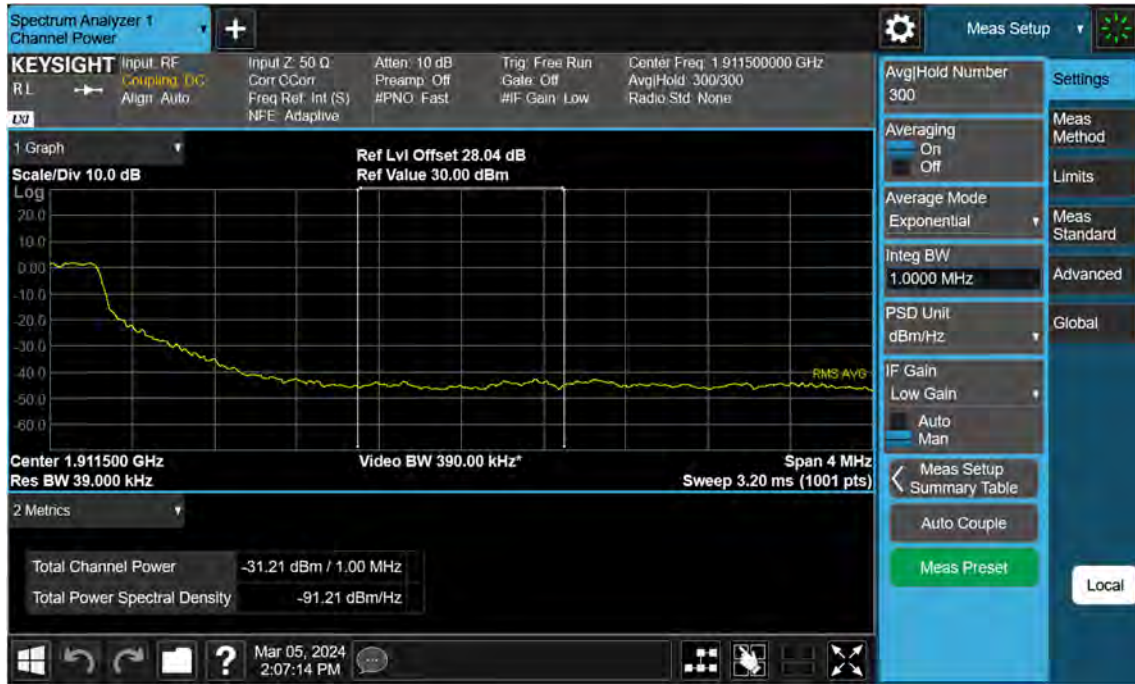 Spectrum Analyzer 1
Channel Power
Meas Setup
KEYSIGHT
RL
LXI
Input: RF
Coupling: DC
Align: Auto
Input Z: 50 Ω
Corr CCorr
Freq Ref: Int (S)
NFE: Adaptive
Atten: 10 dB
Preamp: Off
#PNO: Fast
Trig: Free Run
Gate: Off
#IF Gain: Low
Center Freq: 1.911500000 GHz
Avg|Hold: 300/300
Radio Std: None
1 Graph
Scale/Div 10.0 dB
Ref Lvl Offset 28.04 dB
Ref Value 30.00 dBm
Log
20.0
10.0
0.00
-10.0
-20.0
-30.0
-40.0
-50.0
-60.0
RMS AVG
Center 1.911500 GHz
Res BW 39.000 kHz
Video BW 390.00 kHz*
Span 4 MHz
Sweep 3.20 ms (1001 pts)
2 Metrics
Total Channel Power -31.21 dBm / 1.00 MHz
Total Power Spectral Density -91.21 dBm/Hz
Mar 05, 2024
2:07:14 PM
Avg|Hold Number
300
Averaging
On
Off
Average Mode
Exponential
Integ BW
1.0000 MHz
PSD Unit
dBm/Hz
IF Gain
Low Gain
Auto
Man
Meas Setup
Summary Table
Auto Couple
Meas Preset
Settings
Meas
Method
Limits
Meas
Standard
Advanced
Global
Local